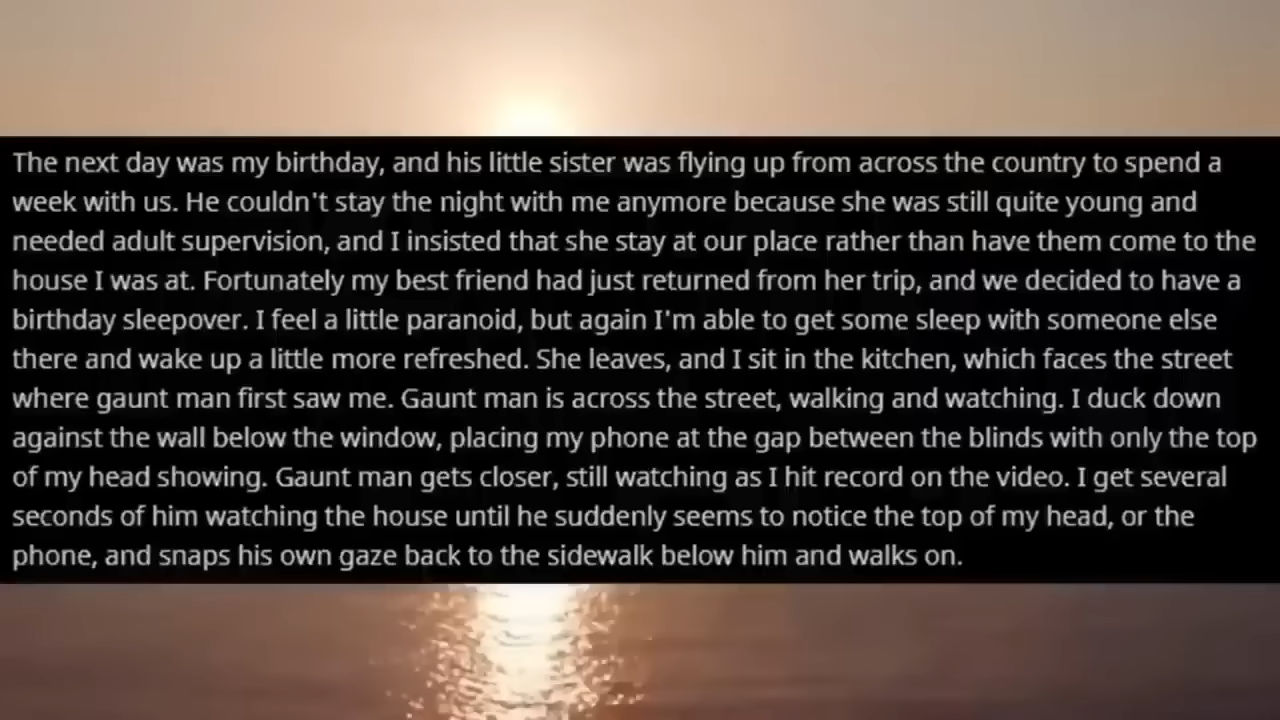 The next day was my birthday, and his little sister was flying up from across the country to spend a
week with us. He couldn't stay the night with me anymore because she was still quite young and
needed adult supervision, and I insisted that she stay at our place rather than have them come to the
house I was at. Fortunately my best friend had just returned from her trip, and we decided to have a
birthday sleepover. I feel a little paranoid, but again I'm able to get some sleep with someone else
there and wake up a little more refreshed. She leaves, and I sit in the kitchen, which faces the street
where gaunt man first saw me. Gaunt man is across the street, walking and watching. I duck down
against the wall below the window, placing my phone at the gap between the blinds with only the top
of my head showing. Gaunt man gets closer, still watching as I hit record on the video. I get several
seconds of him watching the house until he suddenly seems to notice the top of my head, or the
phone, and snaps his own gaze back to the sidewalk below him and walks on.